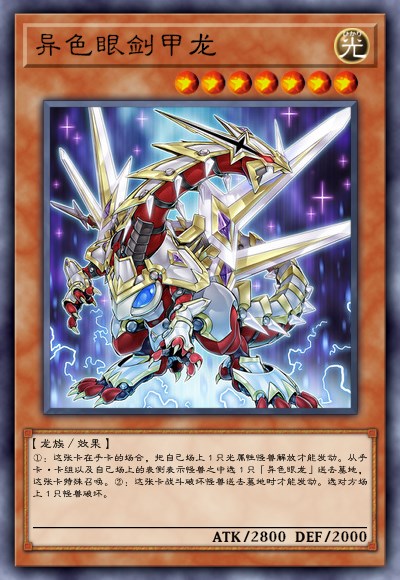 异色眼剑甲龙
光
【龙族/效果】
①:这张卡在手卡的场合,把自己场上1只光属性怪兽解放才能发动。从手
卡·卡组以及自己场上的表侧表示怪兽之中选1只「异色眼龙」送去墓地,
这张卡特殊召唤。②:这张卡战斗破坏怪兽送去墓地时才能发动。选对方场
上1只怪兽破坏。
ATK/2800 DEF/2000